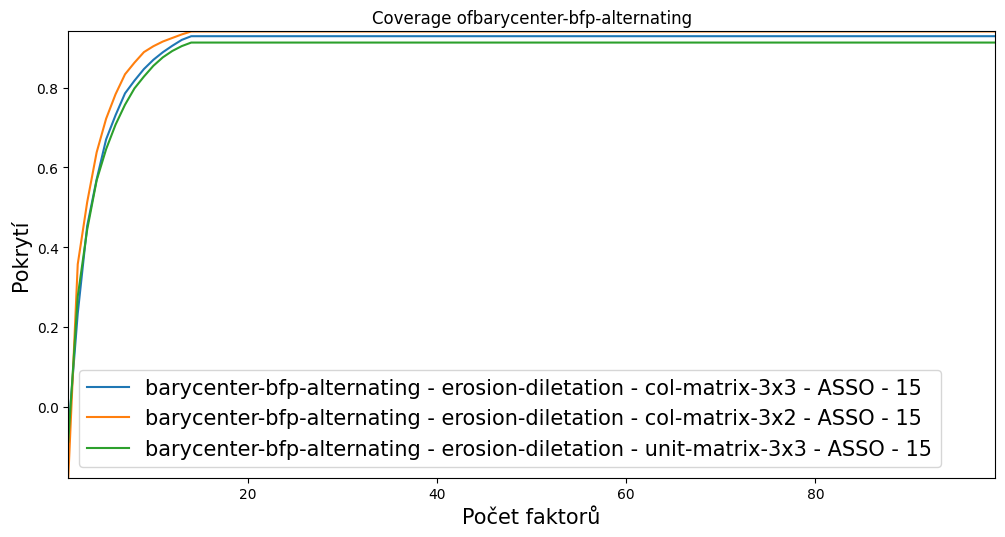 Coverage ofbarycenter-bfp-alternating
0.8
0.6
0.4
0.2
0.0
Pokrytí
barycenter-bfp-alternating - erosion-diletation - col-matrix-3x3 - ASSO - 15
barycenter-bfp-alternating - erosion-diletation - col-matrix-3x2 - ASSO - 15
barycenter-bfp-alternating - erosion-diletation - unit-matrix-3x3 - ASSO - 15
20 40 60 80
Počet faktorů